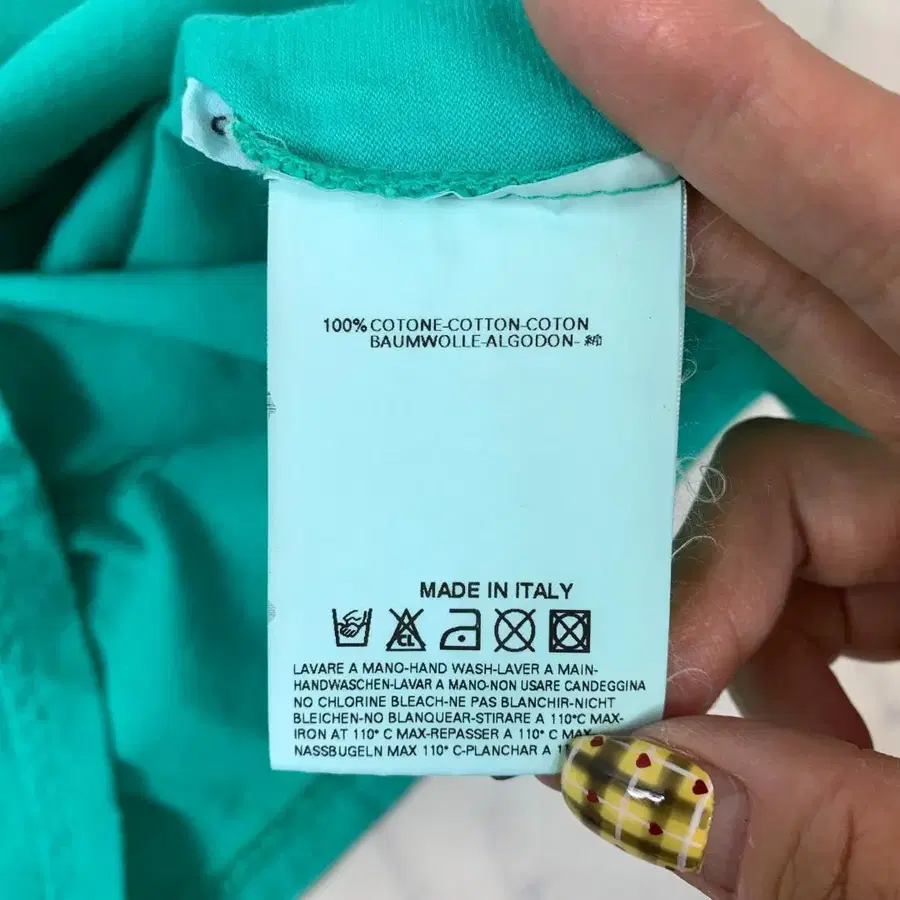 100% COTONE-COTTON-COTON
BAUMWOLLE-ALGODON-
MADE IN ITALY
CL
LAVARE A MANO-HAND WASH-LAVER A MAIN-
HANDWASCHEN-LAVAR A MANO-NON USARE CANDEGGINA
NO CHLORINE BLEACH-NE PAS BLANCHIR-NICHT
BLEICHEN-NO BLANQUEAR-STIRARE A 110°C MAX-
IRON AT 110° C MAX-REPASSER A 110° C MAX-
NASSBUGELN MAX 110° C-PLANCHAR A